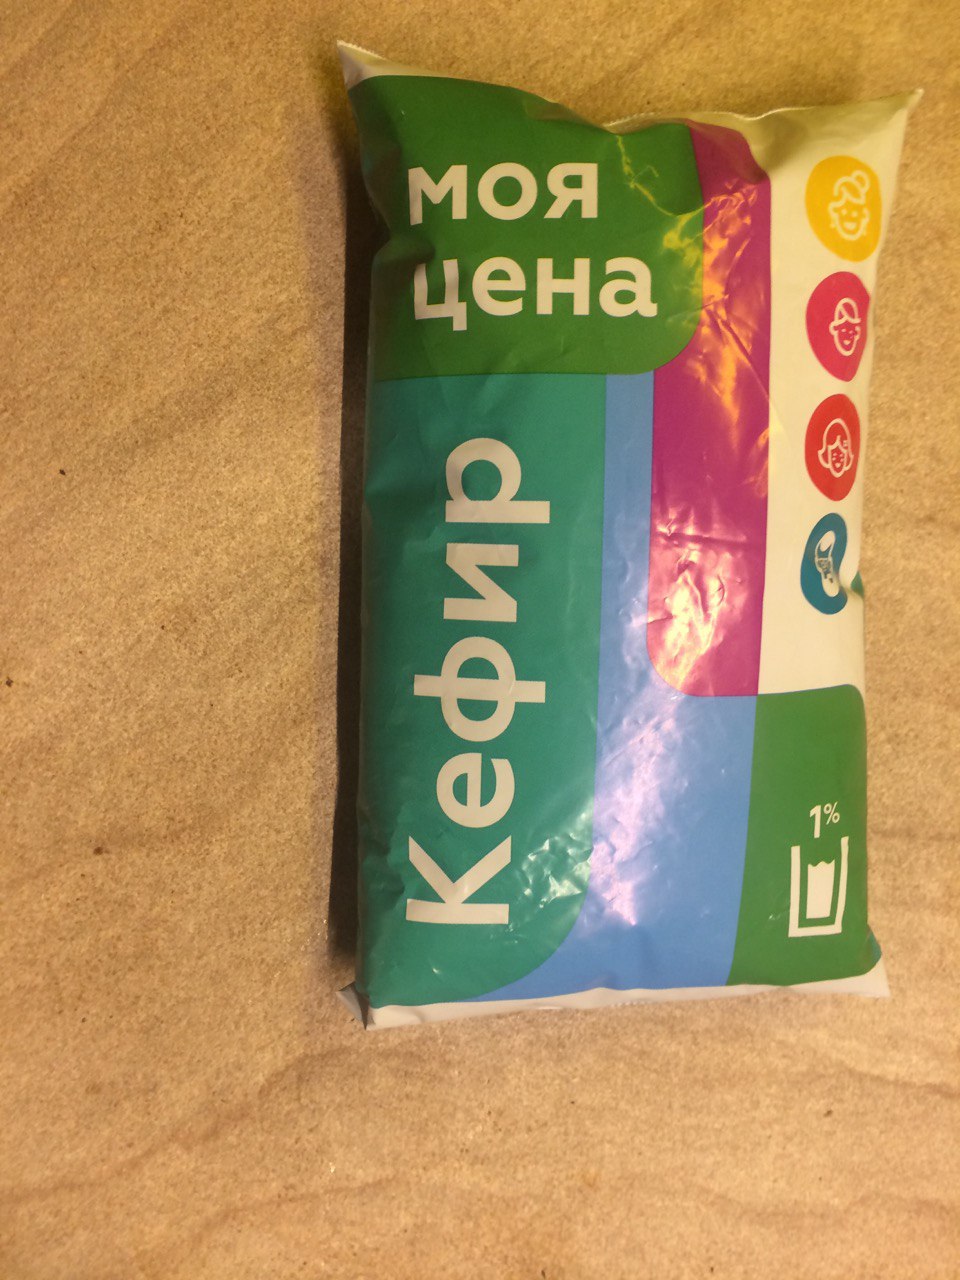 моя
цена
Кефир
1%